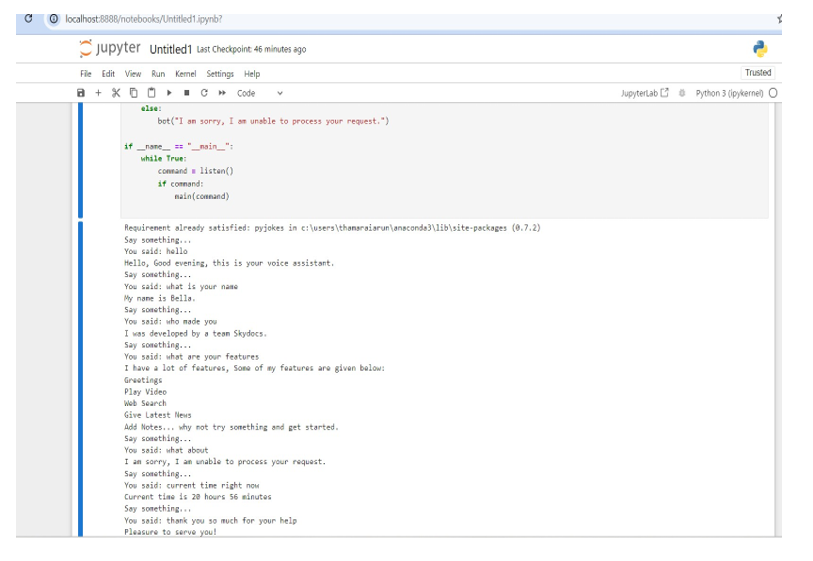 localhost:8888/notebooks/Untitled1.ipynb?
jupyter Untitled1 Last Checkpoint: 46 minutes ago
File Edit View Run Kernel Settings Help Trusted
Code JupyterLab Python 3 (ipykernel)
else:
bot("I am sorry, I am unable to process your request.")
if __name__ == "__main__":
while True:
command = listen()
if command:
main(command)
Requirement already satisfied: pyjokes in c:\users\thamaraiarun\anaconda3\lib\site-packages (0.7.2)
Say something...
You said: hello
Hello, Good evening, this is your voice assistant.
Say something...
You said: what is your name
My name is Bella.
Say something...
You said: who made you
I was developed by a team Skydocs.
Say something...
You said: what are your features
I have a lot of features, Some of my features are given below:
Greetings
Play Video
Web Search
Give Latest News
Add Notes... why not try something and get started.
Say something...
You said: what about
I am sorry, I am unable to process your request.
Say something...
You said: current time right now
Current time is 20 hours 56 minutes
Say something...
You said: thank you so much for your help
Pleasure to serve you!